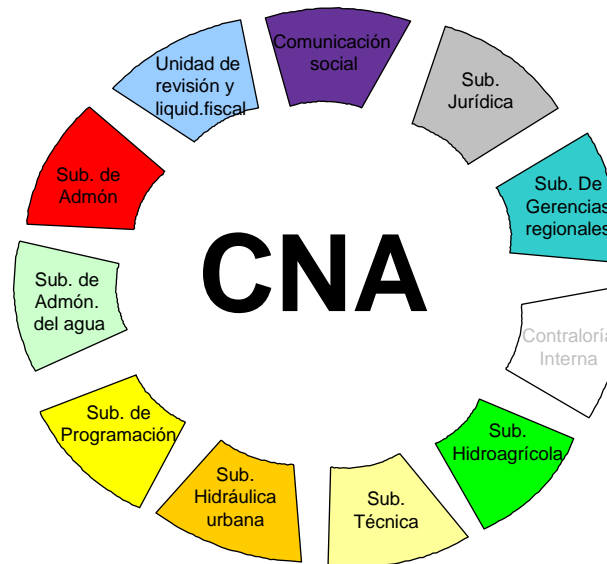 Comunicación
social
Unidad de
revisión y
liquid.fiscal
Sub.
Jurídica
Sub. de
Admón
Sub. De
Gerencias
regionales
CNA
Sub. de
Admón.
del agua
Contraloría
Interna
Sub. de
Programación
Sub.
Hidroagrícola
Sub.
Hidráulica
urbana
Sub.
Técnica